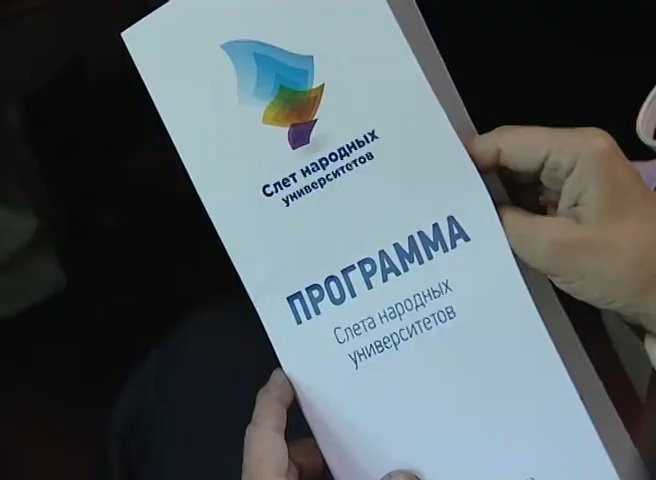 Слет народных
университетов
ПРОГРАММА
Слета народных
университетов